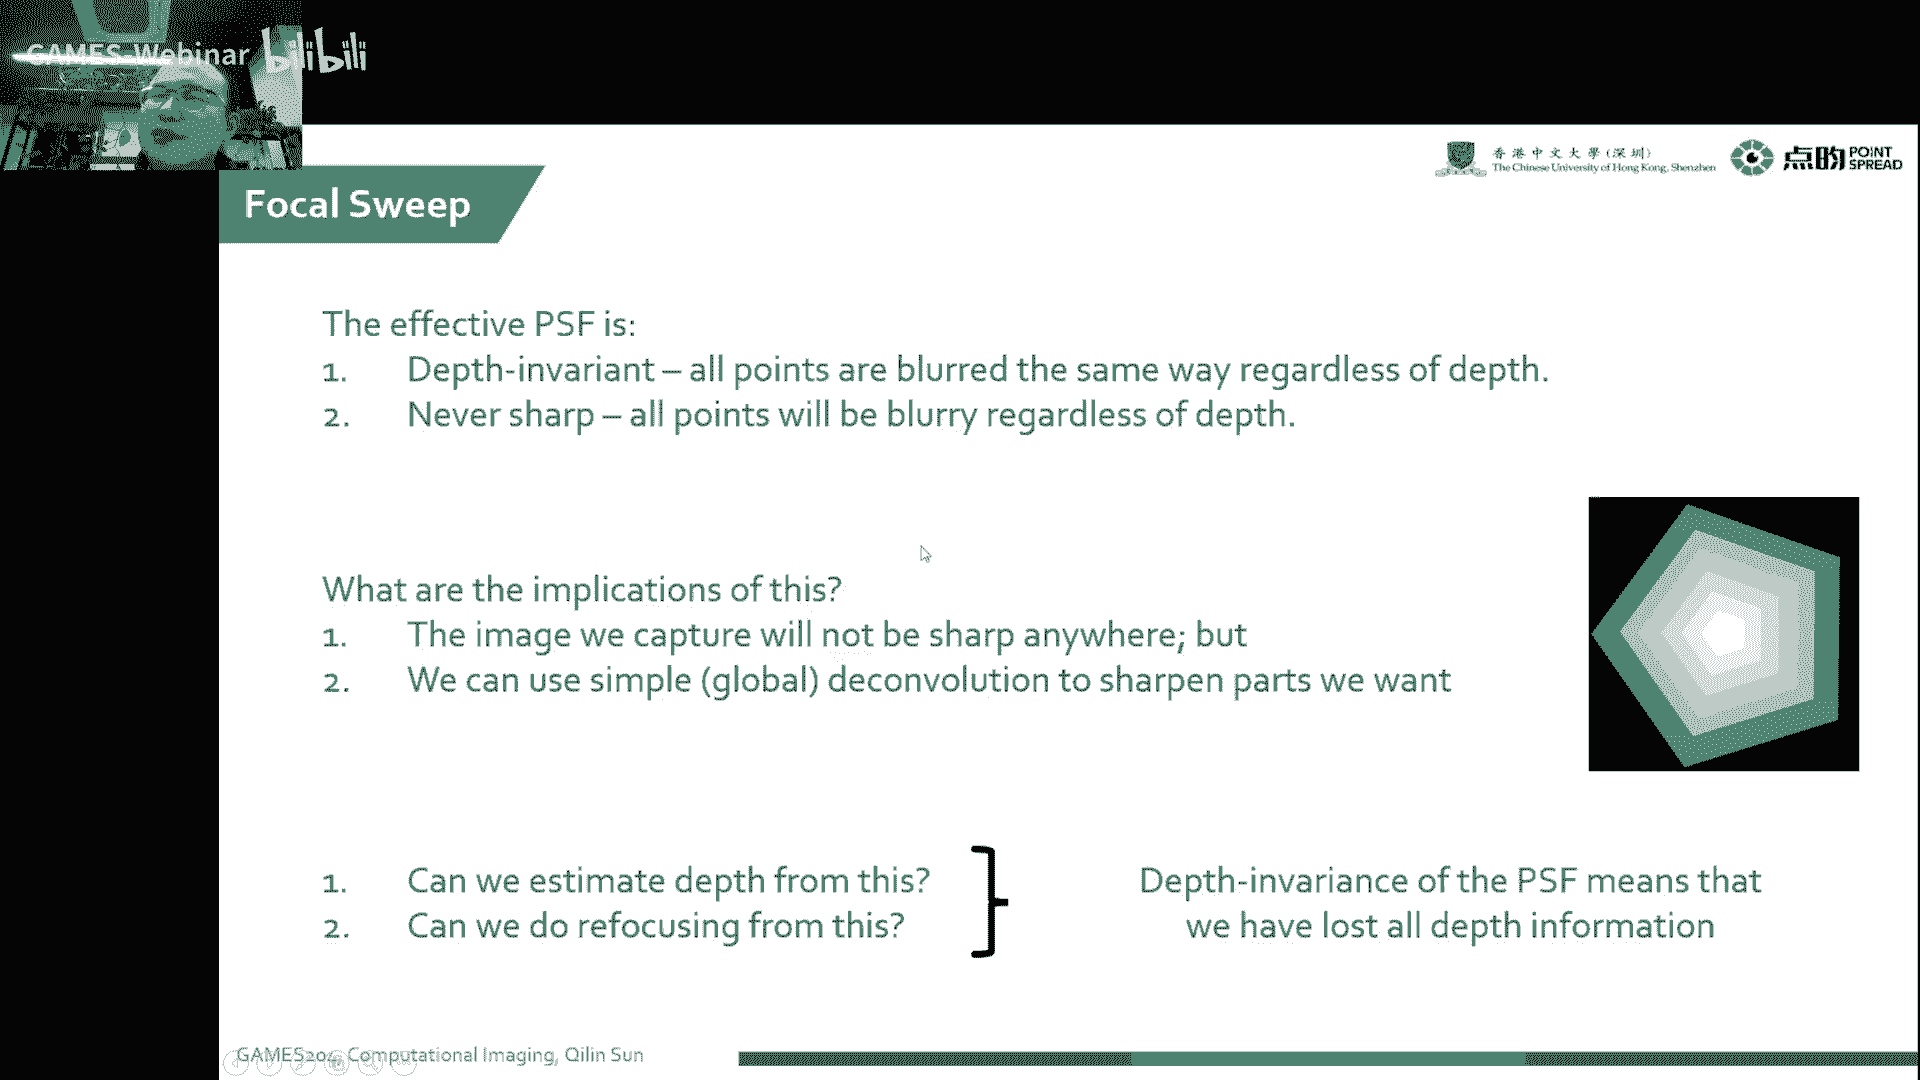 GAMES-Webinar bilibili
香港中文大學(深圳)
The Chinese University of Hong Kong, Shenzhen
点昀 POINT SPREAD
Focal Sweep
The effective PSF is:
1. Depth-invariant – all points are blurred the same way regardless of depth.
2. Never sharp – all points will be blurry regardless of depth.
What are the implications of this?
1. The image we capture will not be sharp anywhere; but
2. We can use simple (global) deconvolution to sharpen parts we want
1. Can we estimate depth from this?
2. Can we do refocusing from this?
Depth-invariance of the PSF means that
we have lost all depth information
GAMES204, Computational Imaging, Qilin Sun